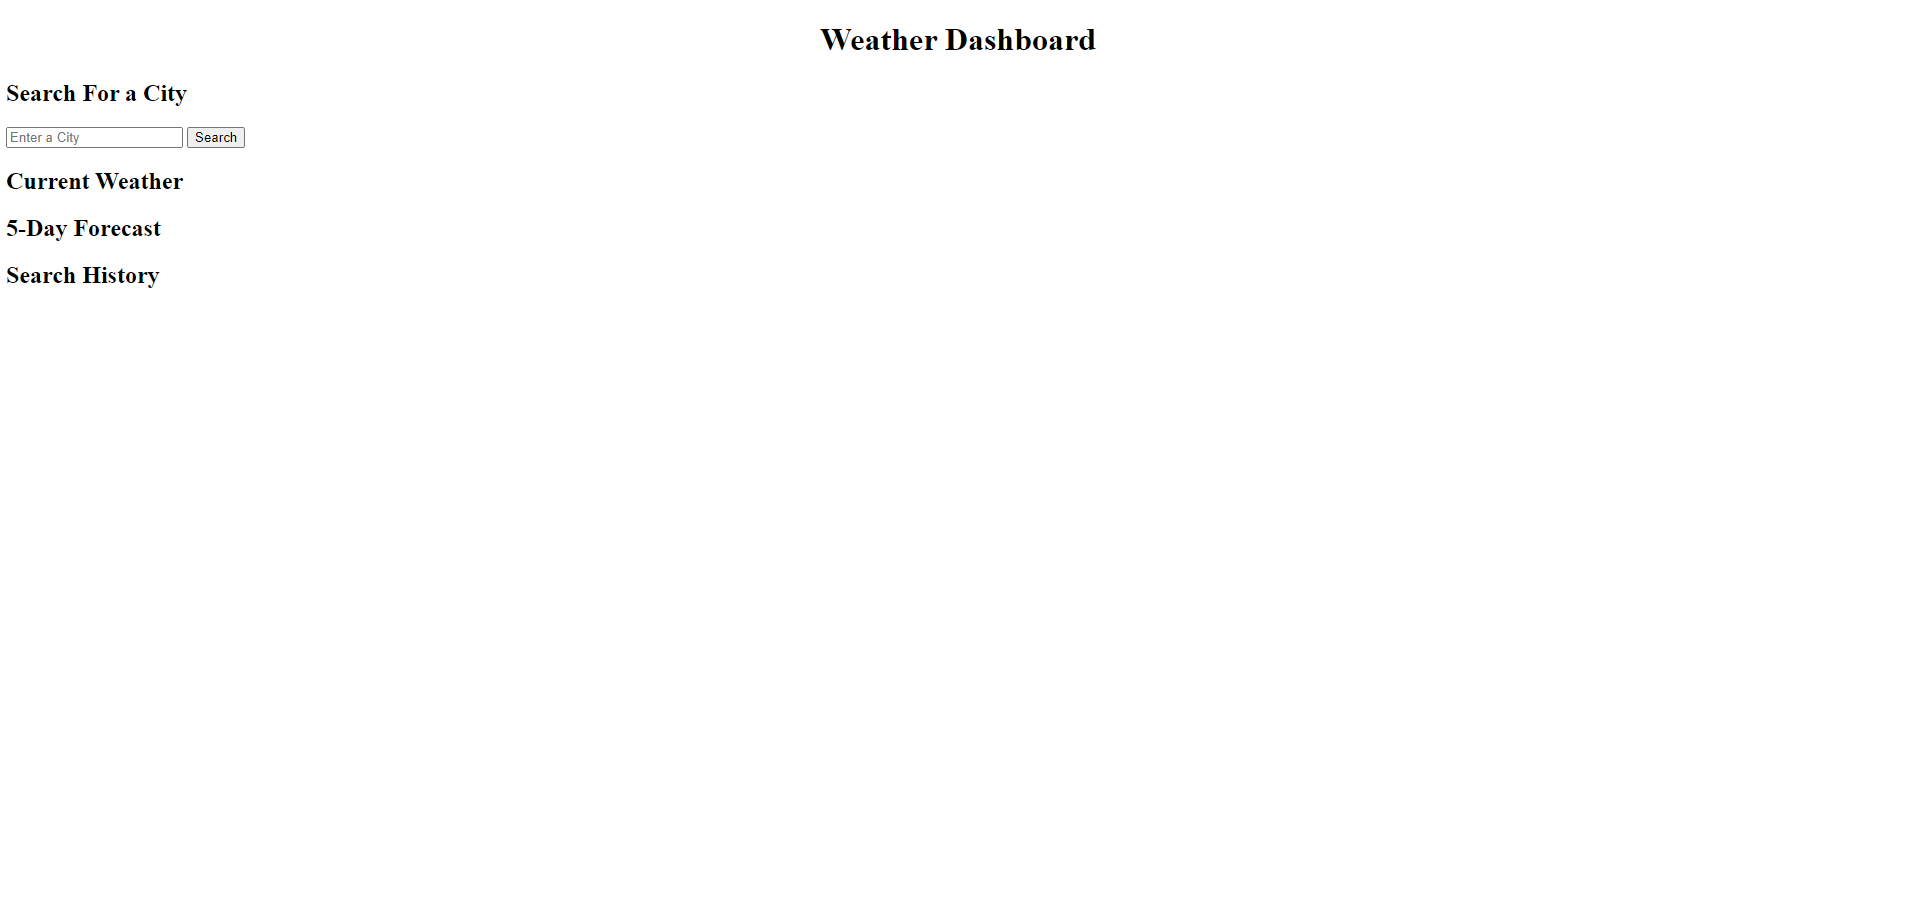 Weather Dashboard
Search For a City
Enter a City Search
Current Weather
5-Day Forecast
Search History